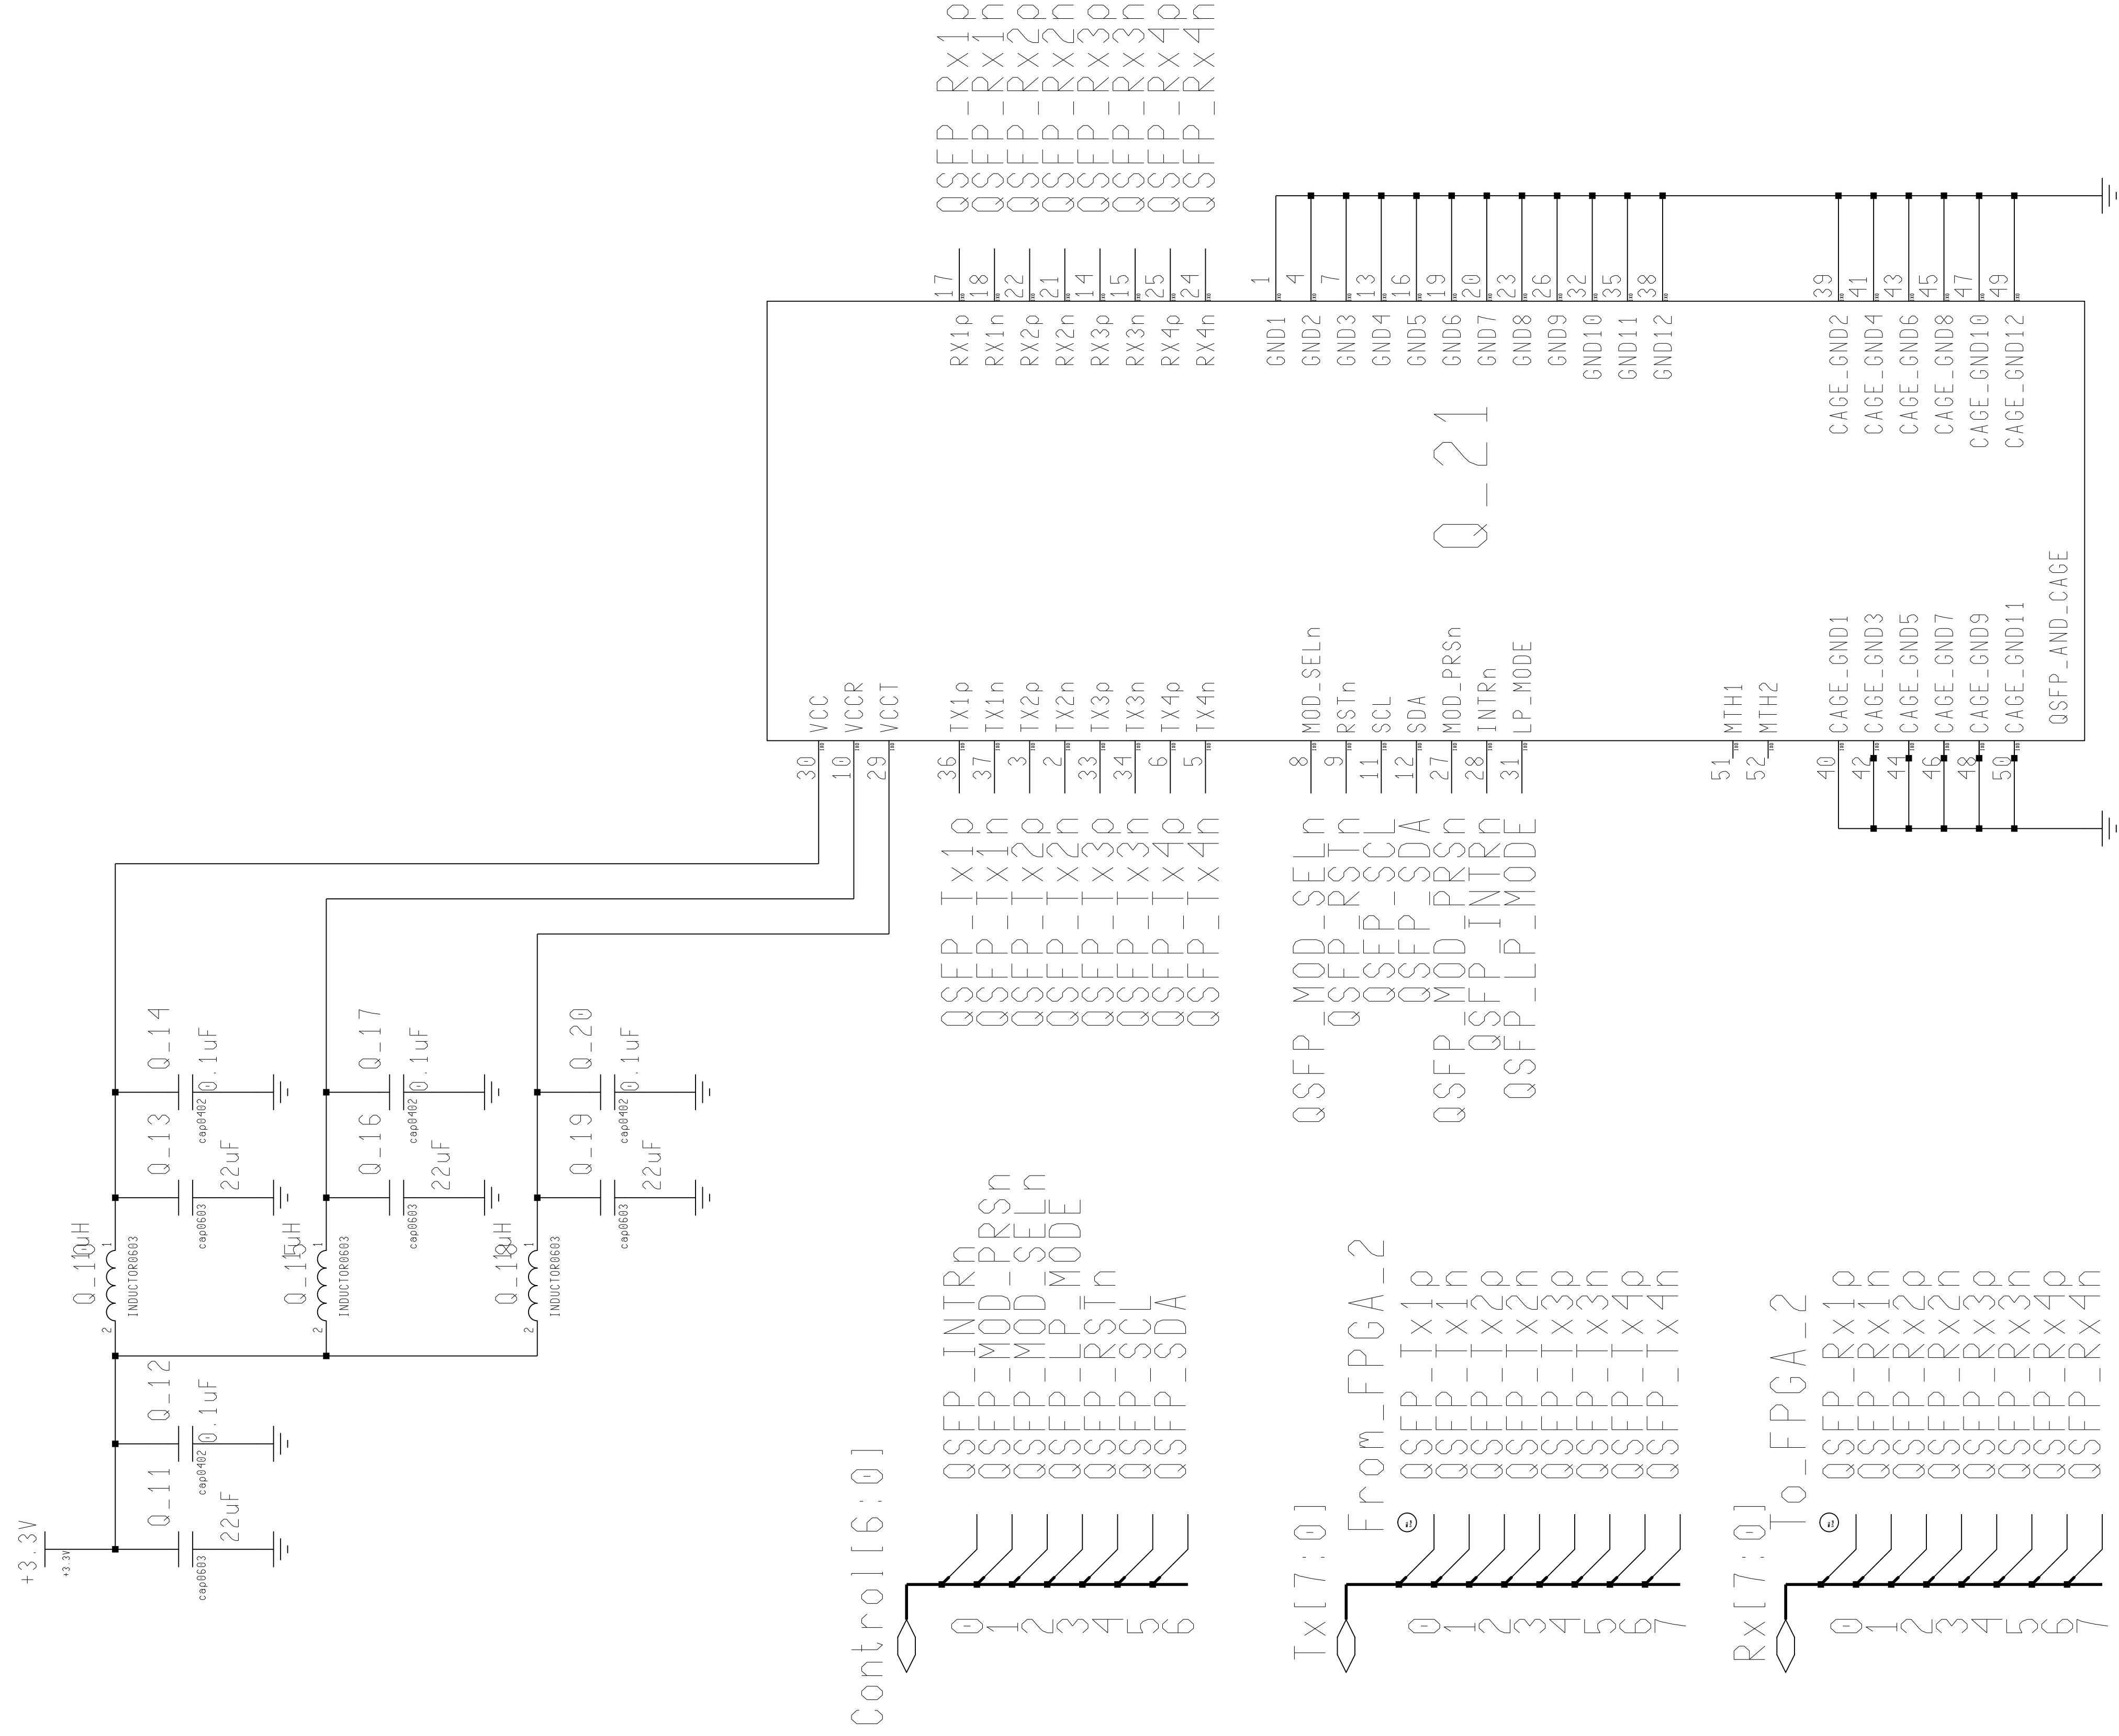 +3.3V
+3.3V
Q_11
cap0603
22uF
Q_12
cap0402
0.1uF
Q_10
1uH
2
1
INDUCTOR0603
Q_13
cap0603
22uF
Q_14
cap0402
0.1uF
Q_15
1uH
2
1
INDUCTOR0603
Q_16
cap0603
22uF
Q_17
cap0402
0.1uF
Q_18
1uH
2
1
INDUCTOR0603
Q_19
cap0603
22uF
Q_20
cap0402
0.1uF
30 VCC
10 VCCR
29 VCCT
QSFP_Tx1p 36 TX1p
QSFP_Tx1n 37 TX1n
QSFP_Tx2p 3 TX2p
QSFP_Tx2n 2 TX2n
QSFP_Tx3p 33 TX3p
QSFP_Tx3n 34 TX3n
QSFP_Tx4p 6 TX4p
QSFP_Tx4n 5 TX4n
RX1p 17 QSFP_Rx1p
RX1n 18 QSFP_Rx1n
RX2p 22 QSFP_Rx2p
RX2n 21 QSFP_Rx2n
RX3p 14 QSFP_Rx3p
RX3n 15 QSFP_Rx3n
RX4p 25 QSFP_Rx4p
RX4n 24 QSFP_Rx4n
QSFP_MOD_SELn 8 MOD_SELn
QSFP_RSTn 9 RSTn
QSFP_SCL 11 SCL
QSFP_SDA 12 SDA
QSFP_MOD_PRSn 27 MOD_PRSn
QSFP_INTRn 28 INTRn
QSFP_LP_MODE 31 LP_MODE
GND1 1
GND2 4
GND3 7
GND4 13
GND5 16
GND6 19
GND7 20
GND8 23
GND9 26
GND10 32
GND11 35
GND12 38
Q_21
51 MTH1
52 MTH2
40 CAGE_GND1
42 CAGE_GND3
44 CAGE_GND5
46 CAGE_GND7
48 CAGE_GND9
50 CAGE_GND11
CAGE_GND2 39
CAGE_GND4 41
CAGE_GND6 43
CAGE_GND8 45
CAGE_GND10 47
CAGE_GND12 49
QSFP_AND_CAGE
Control[6:0]
0 QSFP_INTRn
1 QSFP_MOD_PRSn
2 QSFP_MOD_SELn
3 QSFP_LP_MODE
4 QSFP_RSTn
5 QSFP_SCL
6 QSFP_SDA
Tx[7:0]
From_FPGA_2
0 QSFP_Tx1p
1 QSFP_Tx1n
2 QSFP_Tx2p
3 QSFP_Tx2n
4 QSFP_Tx3p
5 QSFP_Tx3n
6 QSFP_Tx4p
7 QSFP_Tx4n
Rx[7:0]
To_FPGA_2
0 QSFP_Rx1p
1 QSFP_Rx1n
2 QSFP_Rx2p
3 QSFP_Rx2n
4 QSFP_Rx3p
5 QSFP_Rx3n
6 QSFP_Rx4p
7 QSFP_Rx4n